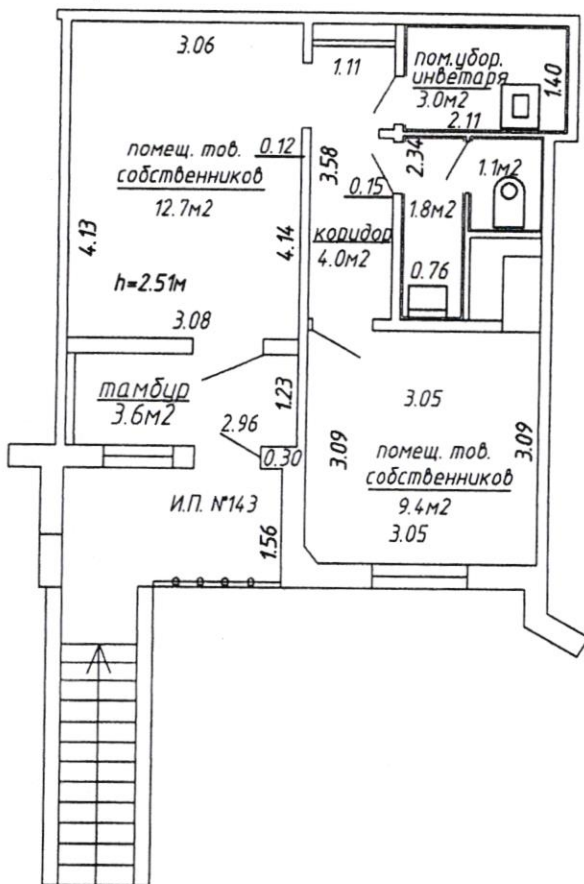 3.06
1.11
пом.убор.
инветаря
3.0м2
1.40
2.11
помещ. тов.
собственников
12.7м2
0.12
3.58
2.34
1.1м2
0.15
1.8м2
4.13
4.14
коридор
4.0м2
0.76
h=2.51м
3.08
тамбур
3.6м2
1.23
2.96
0.30
3.05
3.09
3.09
помещ. тов.
собственников
9.4м2
3.05
И.П. №143
1.56